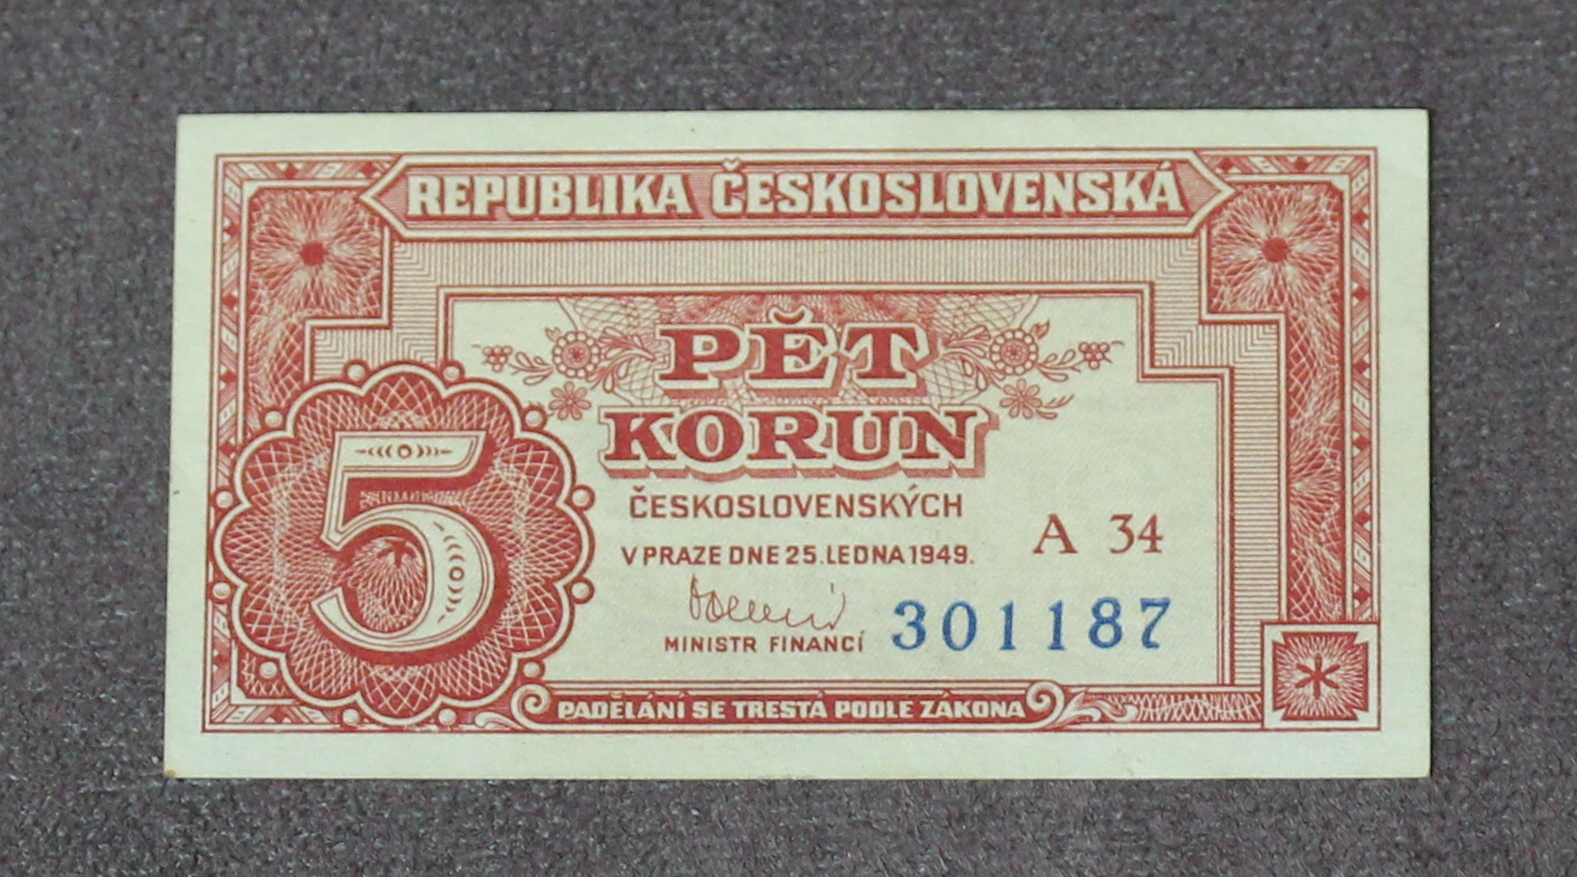 REPUBLIKA ČESKOSLOVENSKÁ
PĚT
KORUN
ČESKOSLOVENSKÝCH
V PRAZE DNE 25. LEDNA 1949.
A 34
MINISTR FINANCÍ
301187
5
PADĚLÁNÍ SE TRESTÁ PODLE ZÁKONA